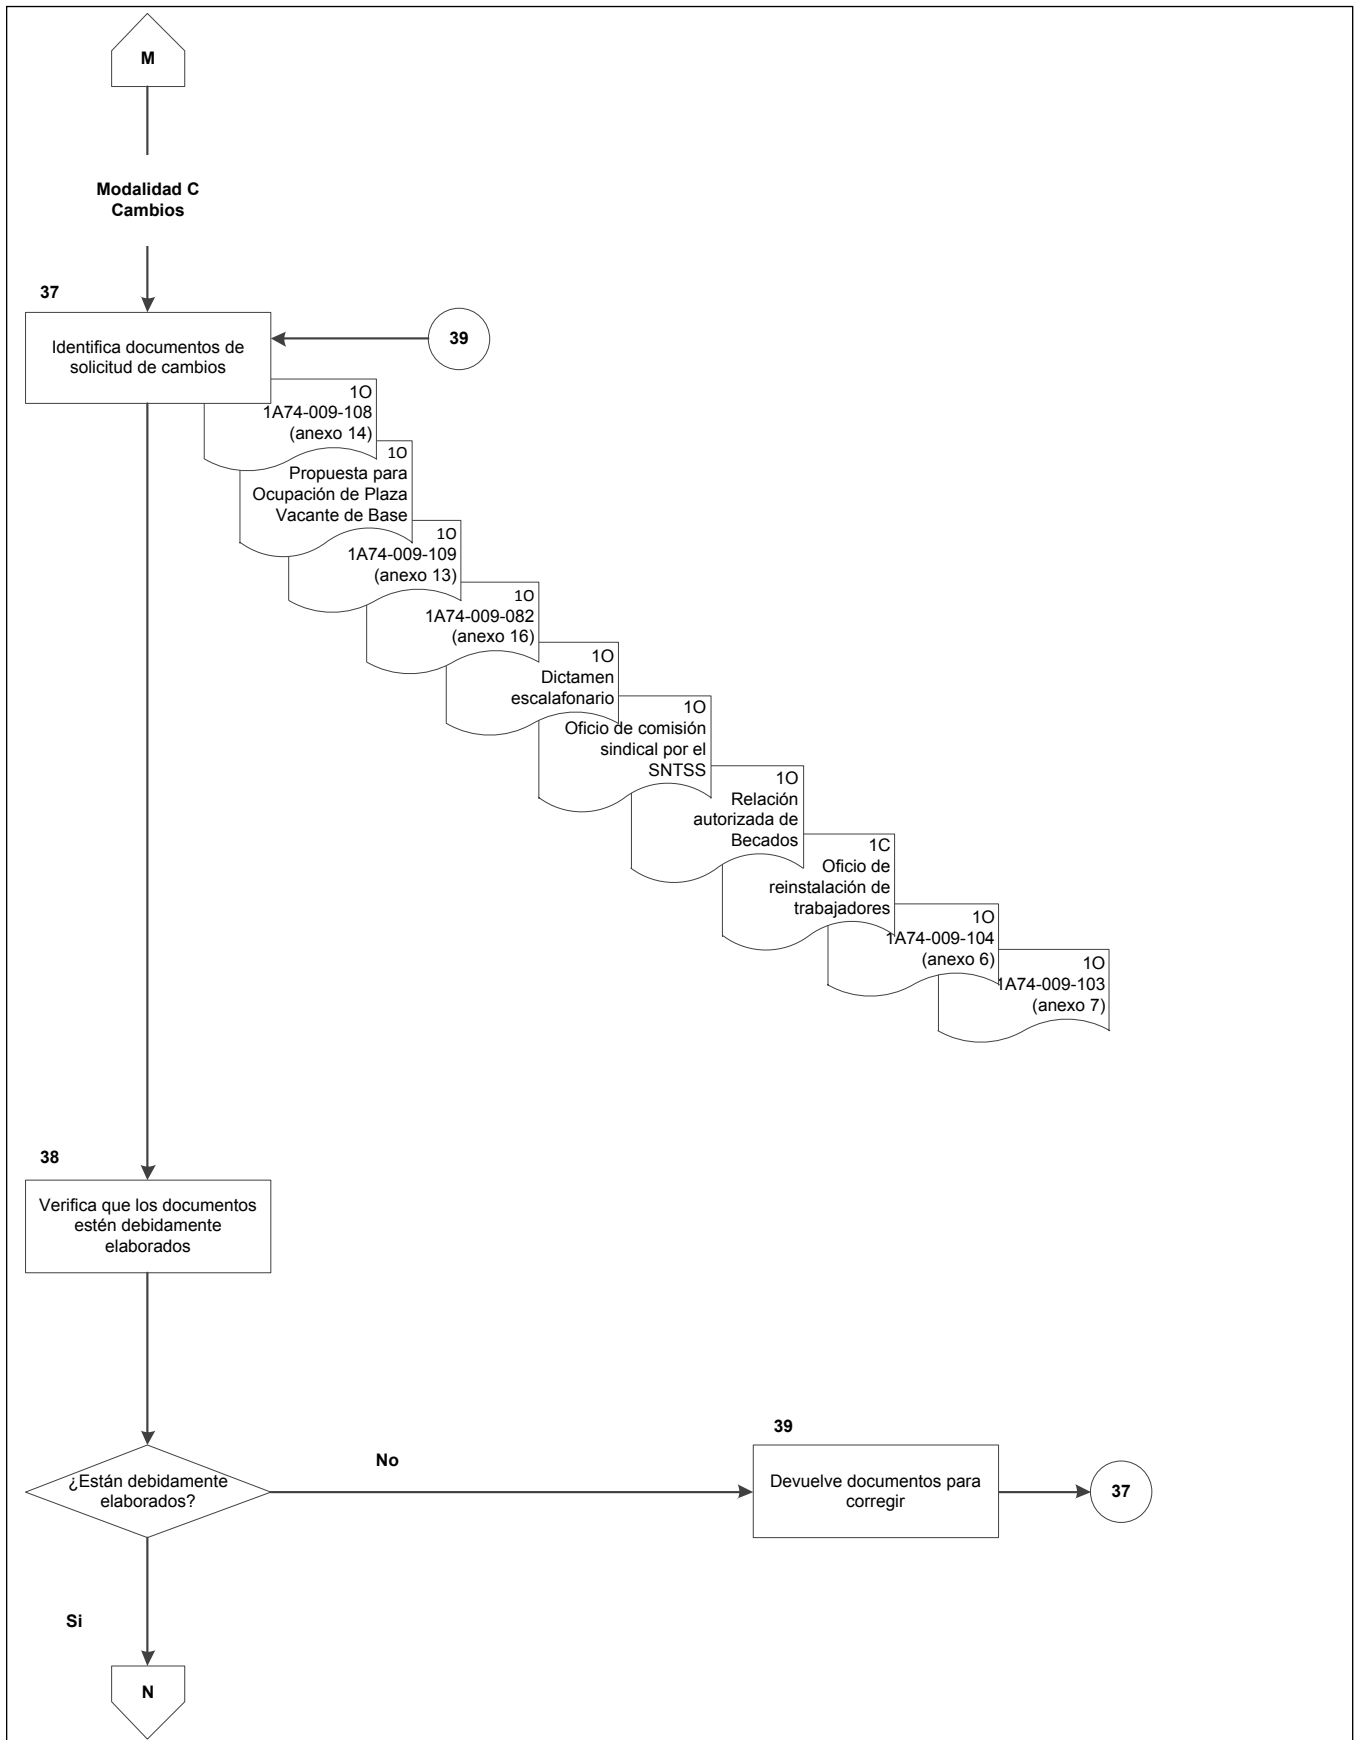 M
Modalidad C
Cambios
37
Identifica documentos de
solicitud de cambios
39
1O
1A74-009-108
(anexo 14)
1O
Propuesta para
Ocupación de Plaza
Vacante de Base
1O
1A74-009-109
(anexo 13)
1O
1A74-009-082
(anexo 16)
1O
Dictamen
escalafonario
1O
Oficio de comisión
sindical por el
SNTSS
1O
Relación
autorizada de
Becados
1C
Oficio de
reinstalación de
trabajadores
1O
1A74-009-104
(anexo 6)
1O
1A74-009-103
(anexo 7)
38
Verifica que los documentos
estén debidamente
elaborados
¿Están debidamente
elaborados?
No
39
Devuelve documentos para
corregir
37
Si
N